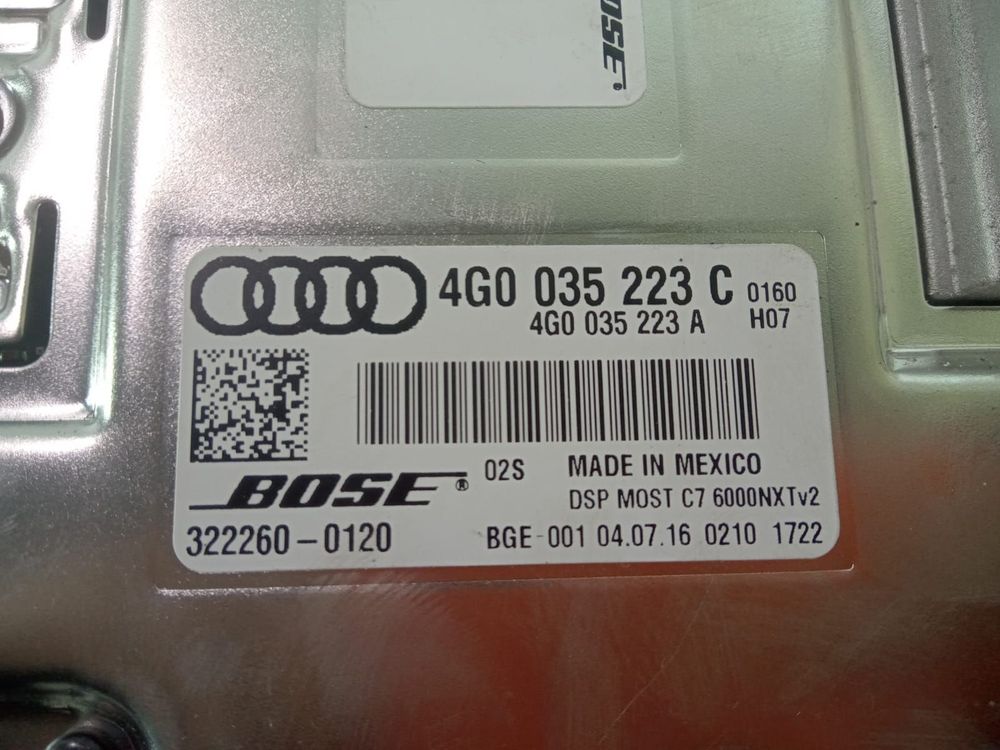 BOSE®
4G0 035 223 C 0160
4G0 035 223 A H07
BOSE® 02S MADE IN MEXICO
DSP MOST C7 6000NXTv2
322260-0120 BGE-001 04.07.16 0210 1722